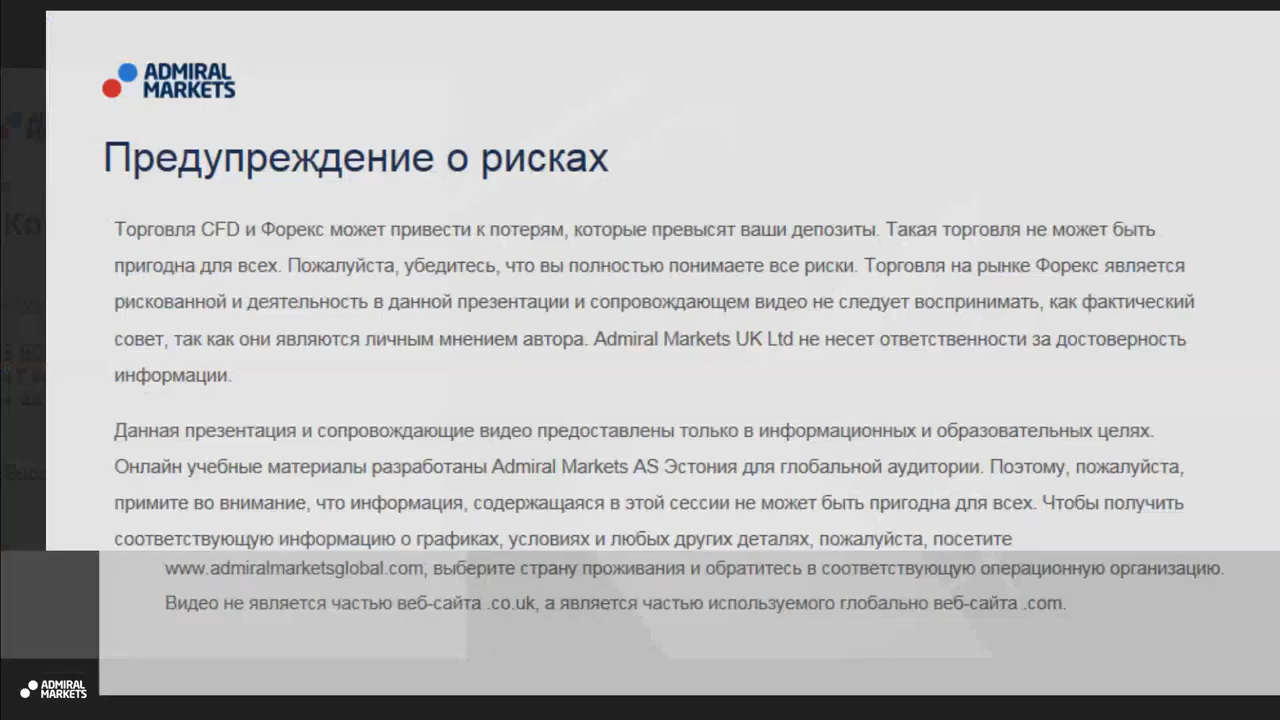 ADMIRAL
MARKETS
Предупреждение о рисках
Торговля CFD и Форекс может привести к потерям, которые превысят ваши депозиты. Такая торговля не может быть
пригодна для всех. Пожалуйста, убедитесь, что вы полностью понимаете все риски. Торговля на рынке Форекс является
рискованной и деятельность в данной презентации и сопровождающем видео не следует воспринимать, как фактический
совет, так как они являются личным мнением автора. Admiral Markets UK Ltd не несет ответственности за достоверность
информации.
Данная презентация и сопровождающие видео предоставлены только в информационных и образовательных целях.
Онлайн учебные материалы разработаны Admiral Markets AS Эстония для глобальной аудитории. Поэтому, пожалуйста,
примите во внимание, что информация, содержащаяся в этой сессии не может быть пригодна для всех. Чтобы получить
соответствующую информацию о графиках, условиях и любых других деталях, пожалуйста, посетите
www.admiralmarketsglobal.com, выберите страну проживания и обратитесь в соответствующую операционную организацию.
Видео не является частью веб-сайта .co.uk, а является частью используемого глобально веб-сайта .com.
ADMIRAL
MARKETS